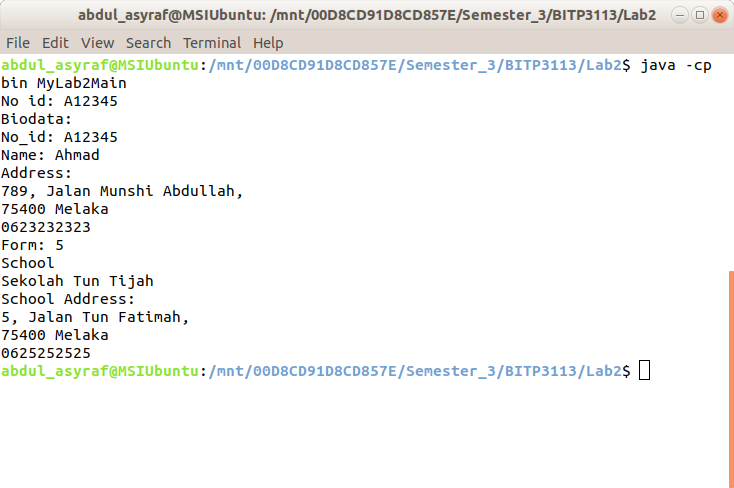 abdul_asyraf@MSIUbuntu: /mnt/00D8CD91D8CD857E/Semester_3/BITP3113/Lab2
File Edit View Search Terminal Help
abdul_asyraf@MSIUbuntu:/mnt/00D8CD91D8CD857E/Semester_3/BITP3113/Lab2$ java -cp
bin MyLab2Main
No id: A12345
Biodata:
No_id: A12345
Name: Ahmad
Address:
789, Jalan Munshi Abdullah,
75400 Melaka
0623232323
Form: 5
School
Sekolah Tun Tijah
School Address:
5, Jalan Tun Fatimah,
75400 Melaka
0625252525
abdul_asyraf@MSIUbuntu:/mnt/00D8CD91D8CD857E/Semester_3/BITP3113/Lab2$